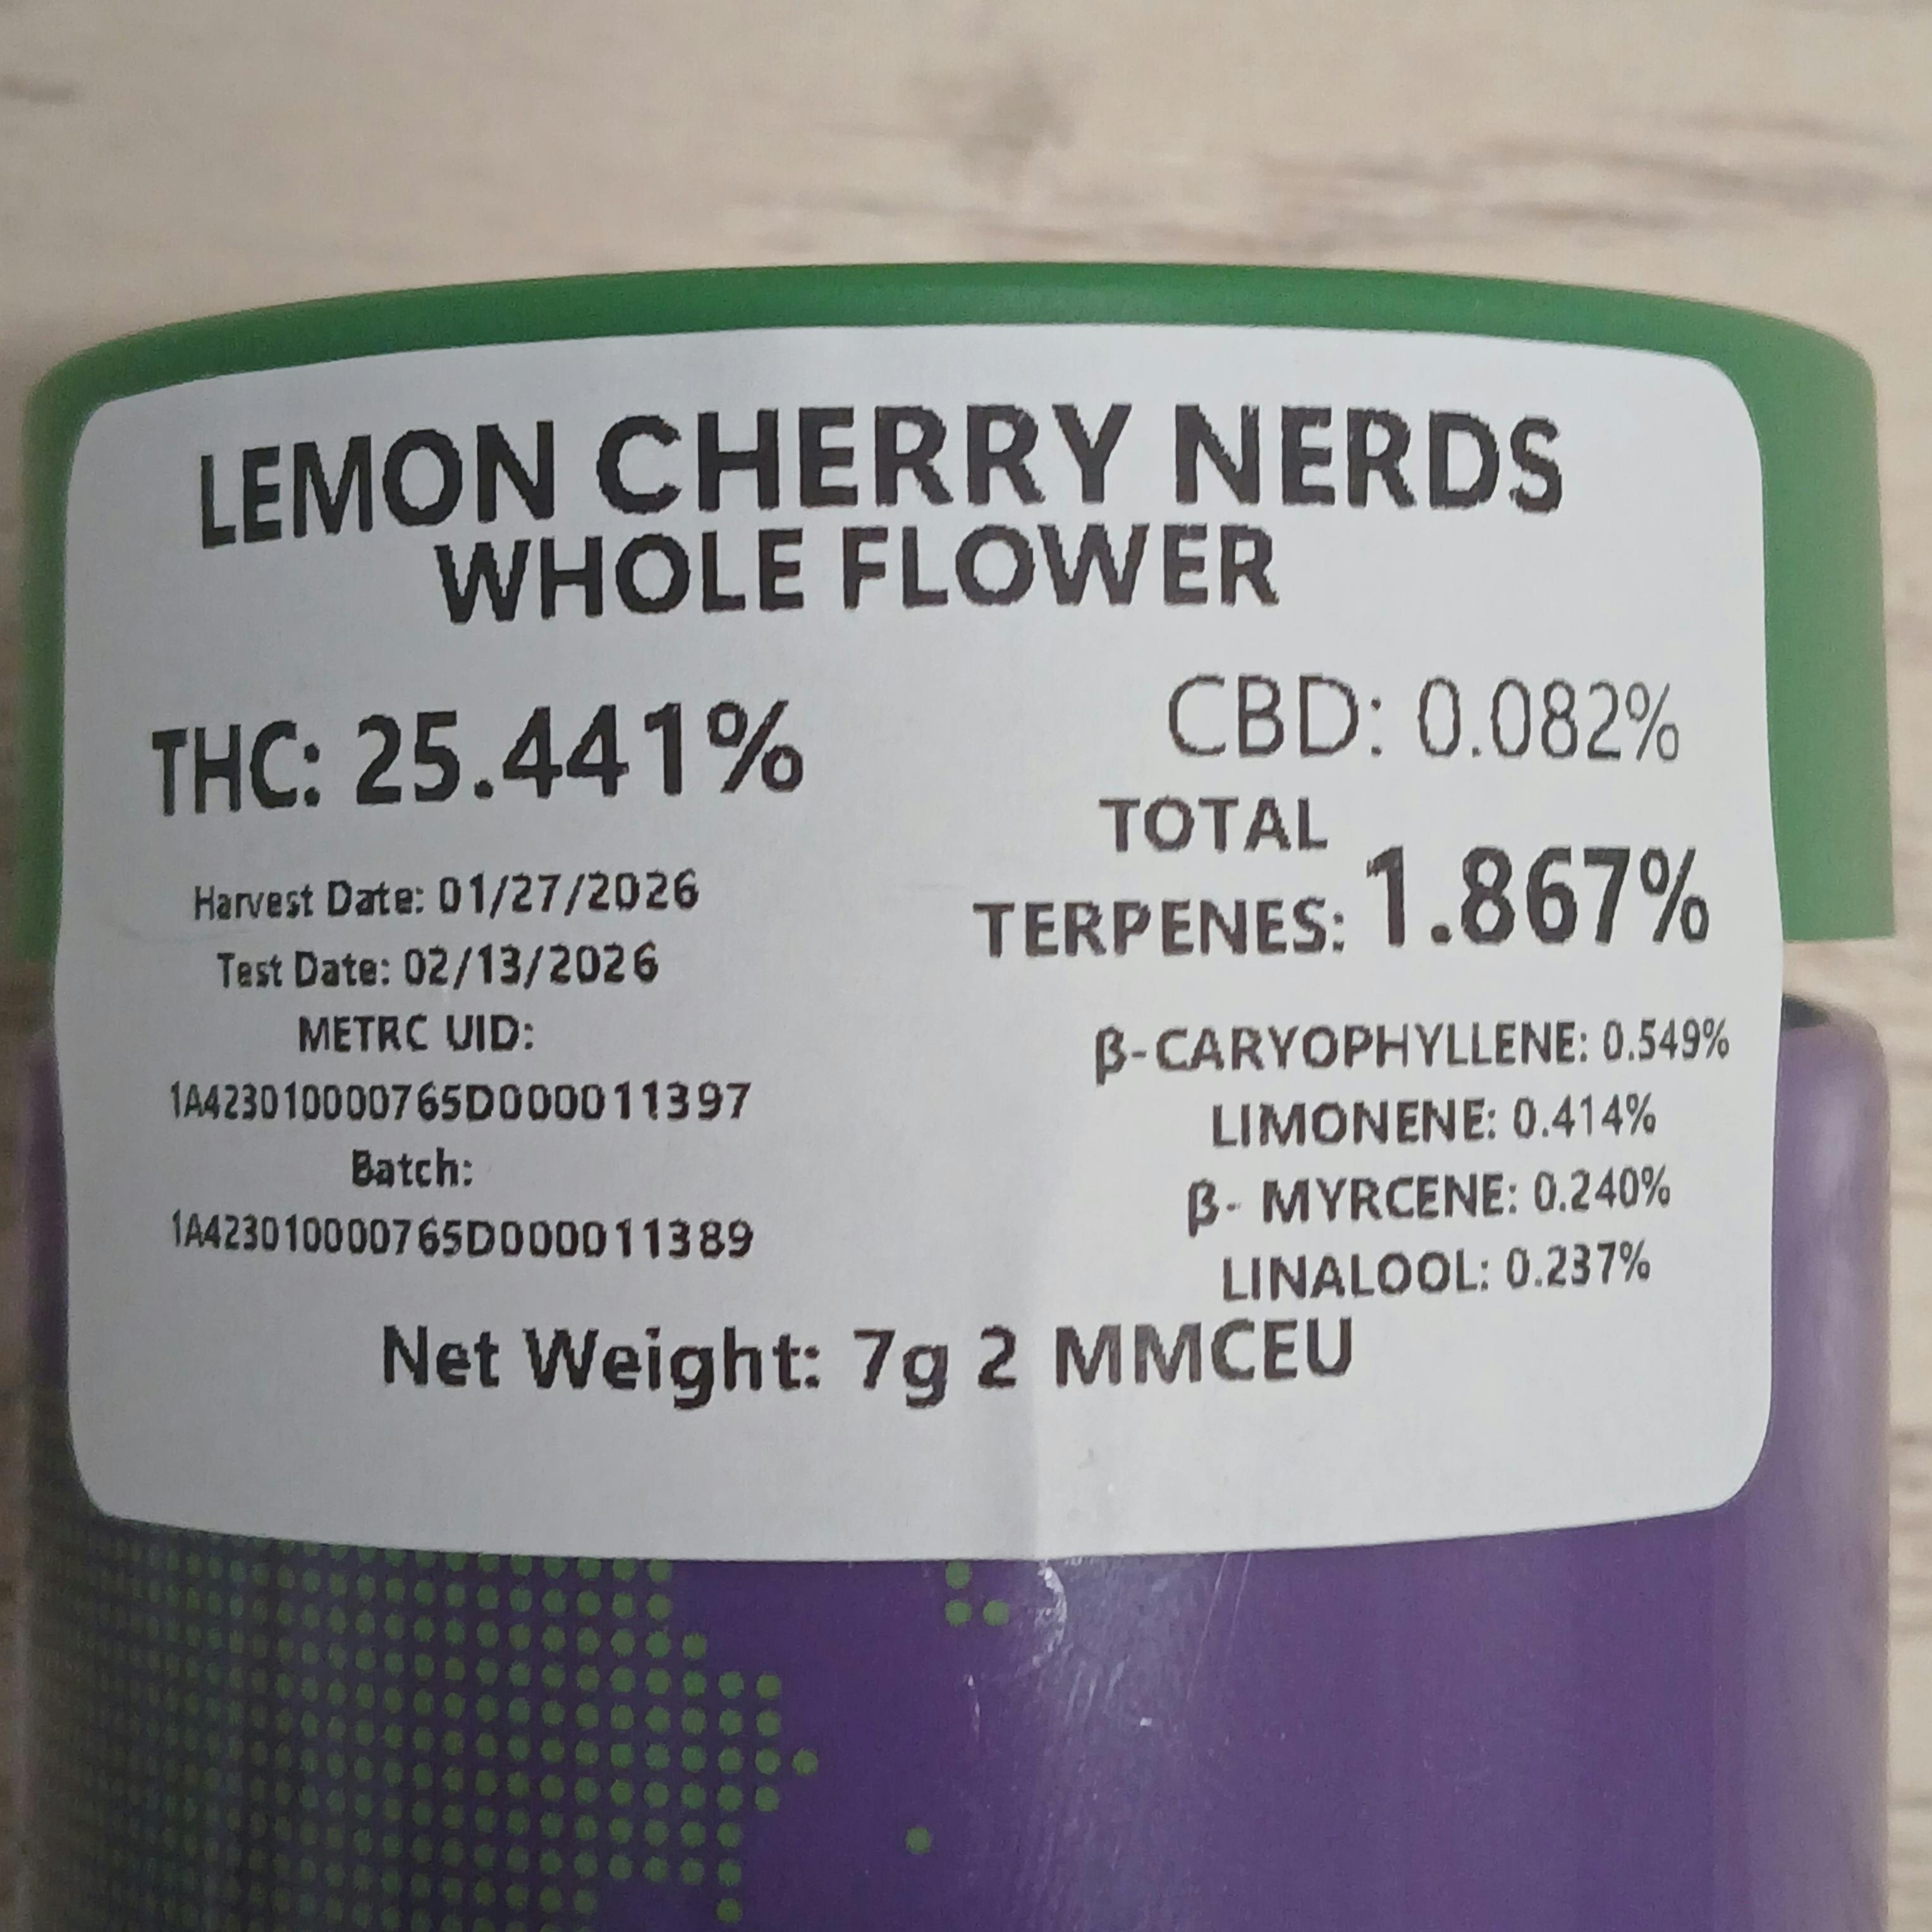 LEMON CHERRY NERDS
WHOLE FLOWER
THC: 25.441%
Harvest Date: 01/27/2026
Test Date: 02/13/2026
METRC UID:
1A423010000765D000011397
Batch:
1A423010000765D000011389
CBD: 0.082%
TOTAL
TERPENES: 1.867%
β-CARYOPHYLLENE: 0.549%
LIMONENE: 0.414%
β- MYRCENE: 0.240%
LINALOOL: 0.237%
Net Weight: 7g 2 MMCEU